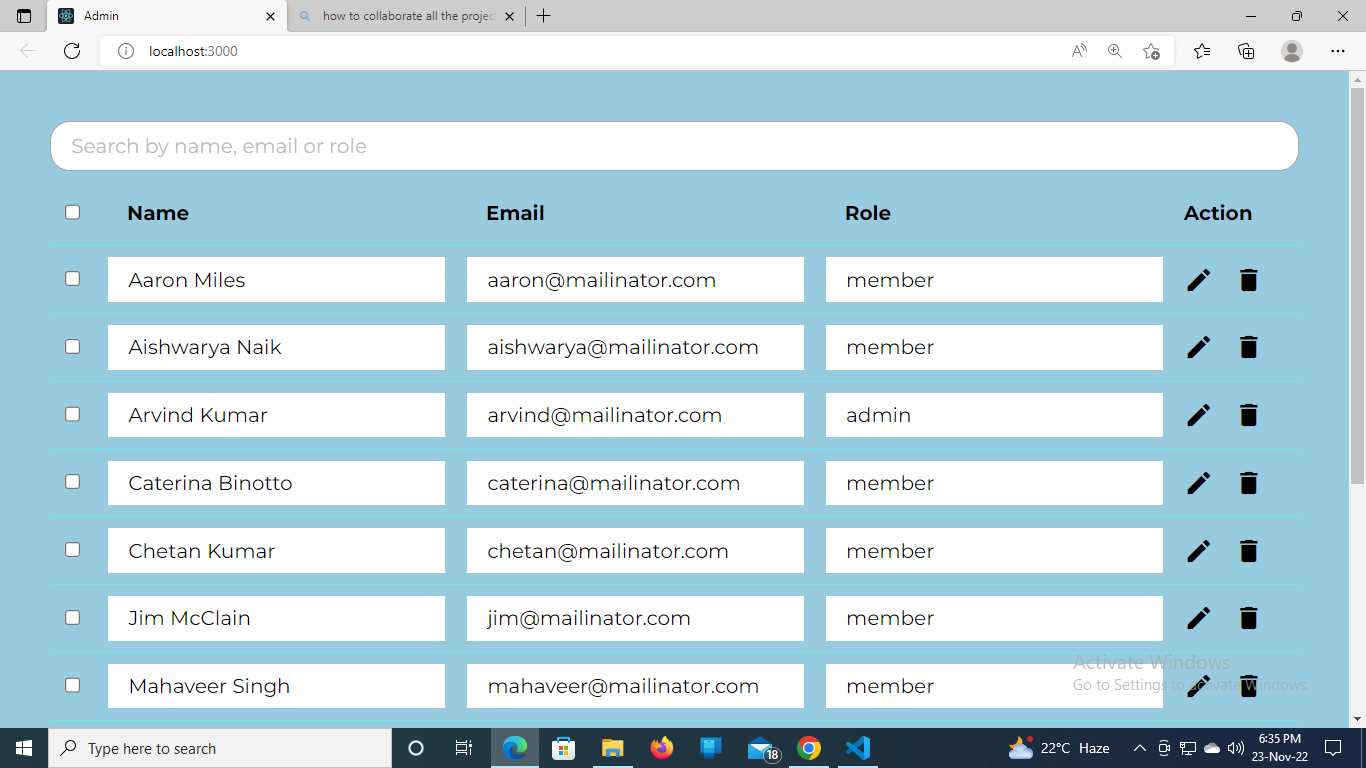 Admin
how to collaborate all the projec
localhost:3000
Search by name, email or role
Name Email Role Action
Aaron Miles aaron@mailinator.com member
Aishwarya Naik aishwarya@mailinator.com member
Arvind Kumar arvind@mailinator.com admin
Caterina Binotto caterina@mailinator.com member
Chetan Kumar chetan@mailinator.com member
Jim McClain jim@mailinator.com member
Mahaveer Singh mahaveer@mailinator.com member
Activate Windows
Go to Settings to activate Windows.
Type here to search
18
22°C Haze
6:35 PM
23-Nov-22